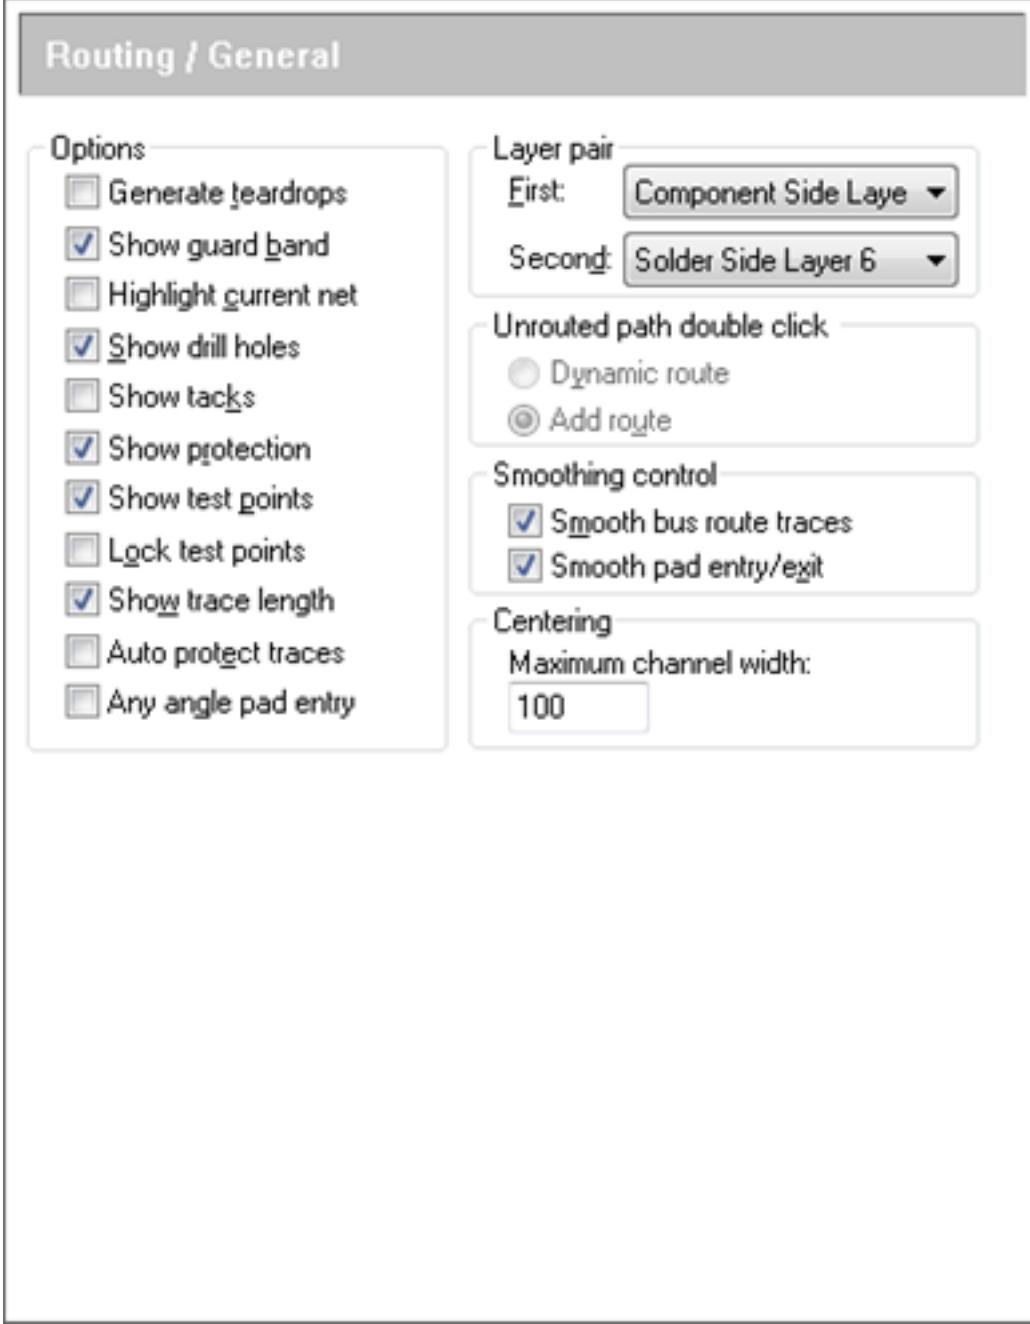 Routing / General
Options
Generate teardrops
Show guard band
Highlight current net
Show drill holes
Show tacks
Show protection
Show test points
Lock test points
Show trace length
Auto protect traces
Any angle pad entry
Layer pair
First: Component Side Laye
Second: Solder Side Layer 6
Unrouted path double click
Dynamic route
Add route
Smoothing control
Smooth bus route traces
Smooth pad entry/exit
Centering
Maximum channel width:
100